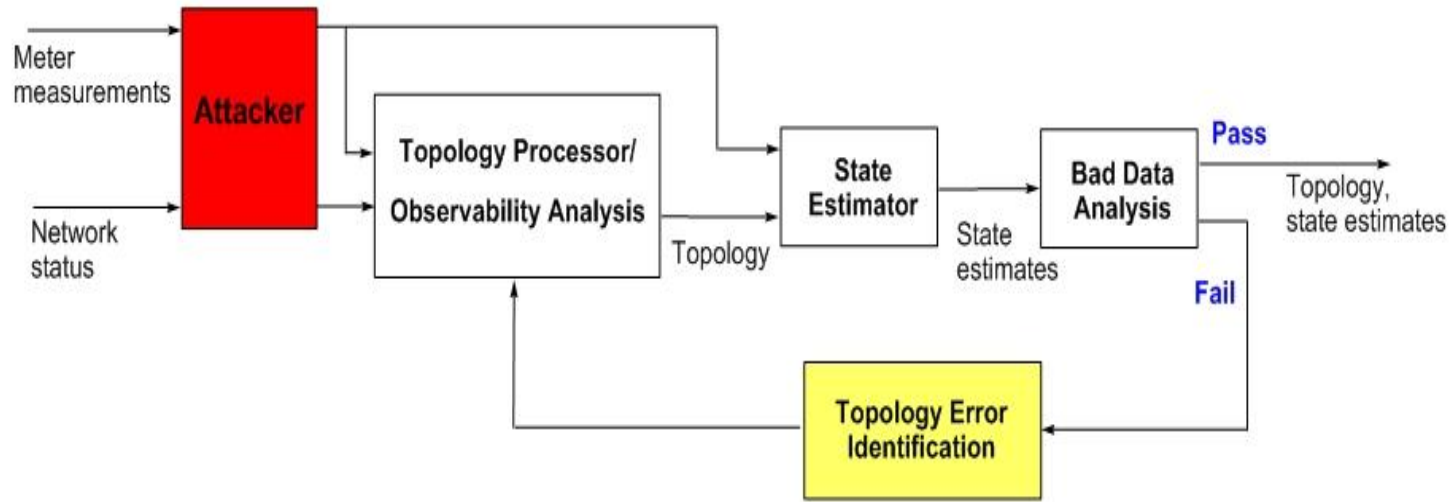 Meter
measurements
Attacker
Network
status
Topology Processor/
Observability Analysis
Topology
State
Estimator
State
estimates
Bad Data
Analysis
Pass
Topology,
state estimates
Fail
Topology Error
Identification